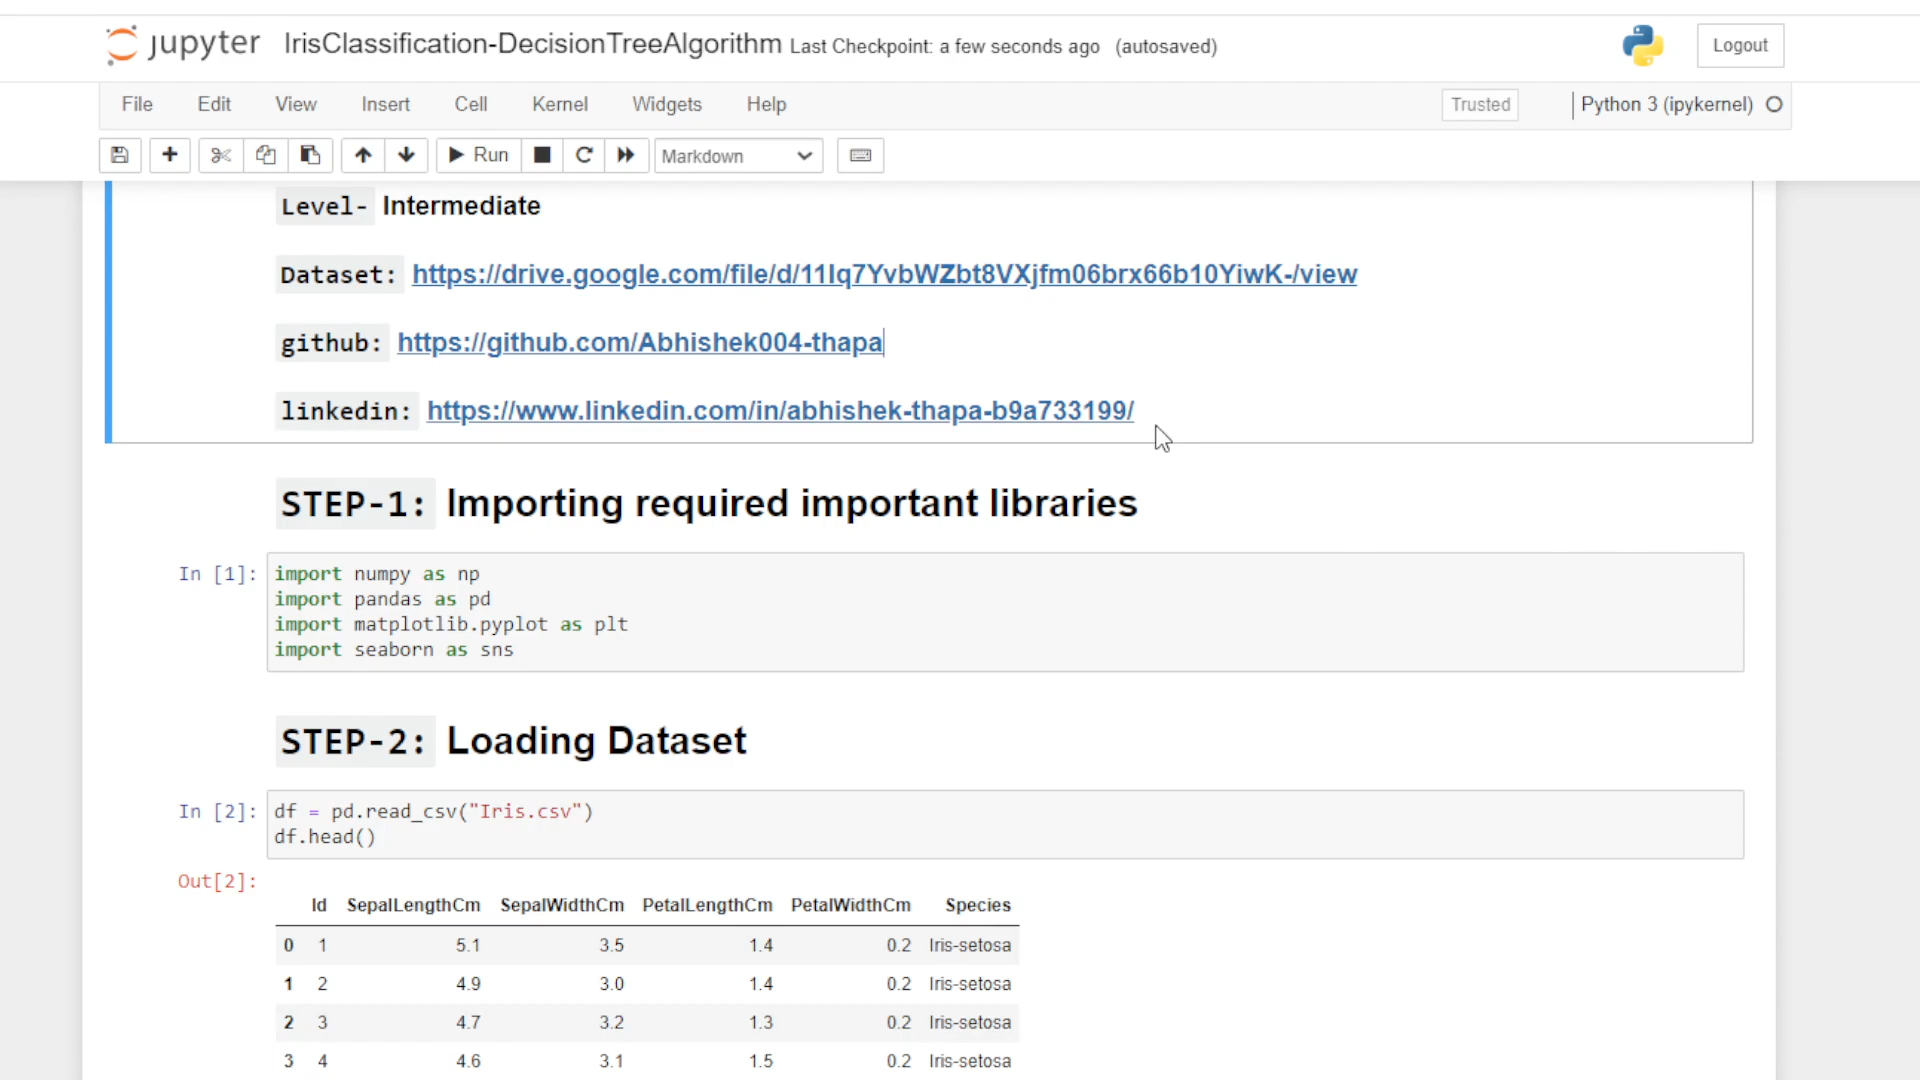 jupyter IrisClassification-DecisionTreeAlgorithm Last Checkpoint: a few seconds ago (autosaved) Logout
File Edit View Insert Cell Kernel Widgets Help Trusted Python 3 (ipykernel)
Run Markdown
Level- Intermediate
Dataset: https://drive.google.com/file/d/11Iq7YvbWZbt8VXjfm06brx66b10YiwK-/view
github: https://github.com/Abhishek004-thapa
linkedin: https://www.linkedin.com/in/abhishek-thapa-b9a733199/
STEP-1: Importing required important libraries
In [1]: import numpy as np
import pandas as pd
import matplotlib.pyplot as plt
import seaborn as sns
STEP-2: Loading Dataset
In [2]: df = pd.read_csv("Iris.csv")
df.head()
Out[2]:
Id SepalLengthCm SepalWidthCm PetalLengthCm PetalWidthCm Species
0 1 5.1 3.5 1.4 0.2 Iris-setosa
1 2 4.9 3.0 1.4 0.2 Iris-setosa
2 3 4.7 3.2 1.3 0.2 Iris-setosa
3 4 4.6 3.1 1.5 0.2 Iris-setosa